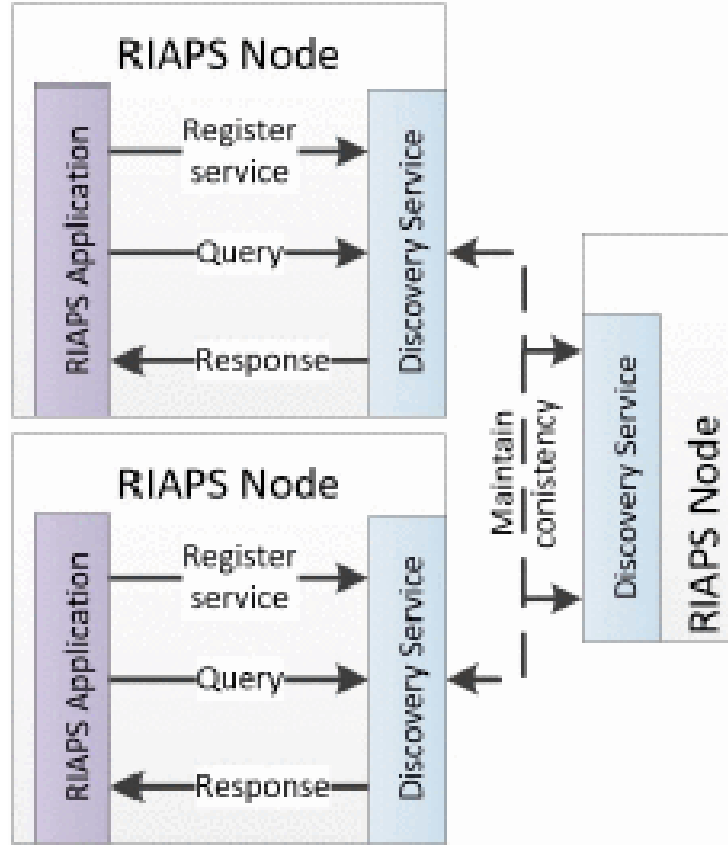 RIAPS Node
RIAPS Application
Register
service
Query
Response
Discovery Service
RIAPS Node
RIAPS Application
Register
service
Query
Response
Discovery Service
Maintain
conistency
Discovery Service
RIAPS Node